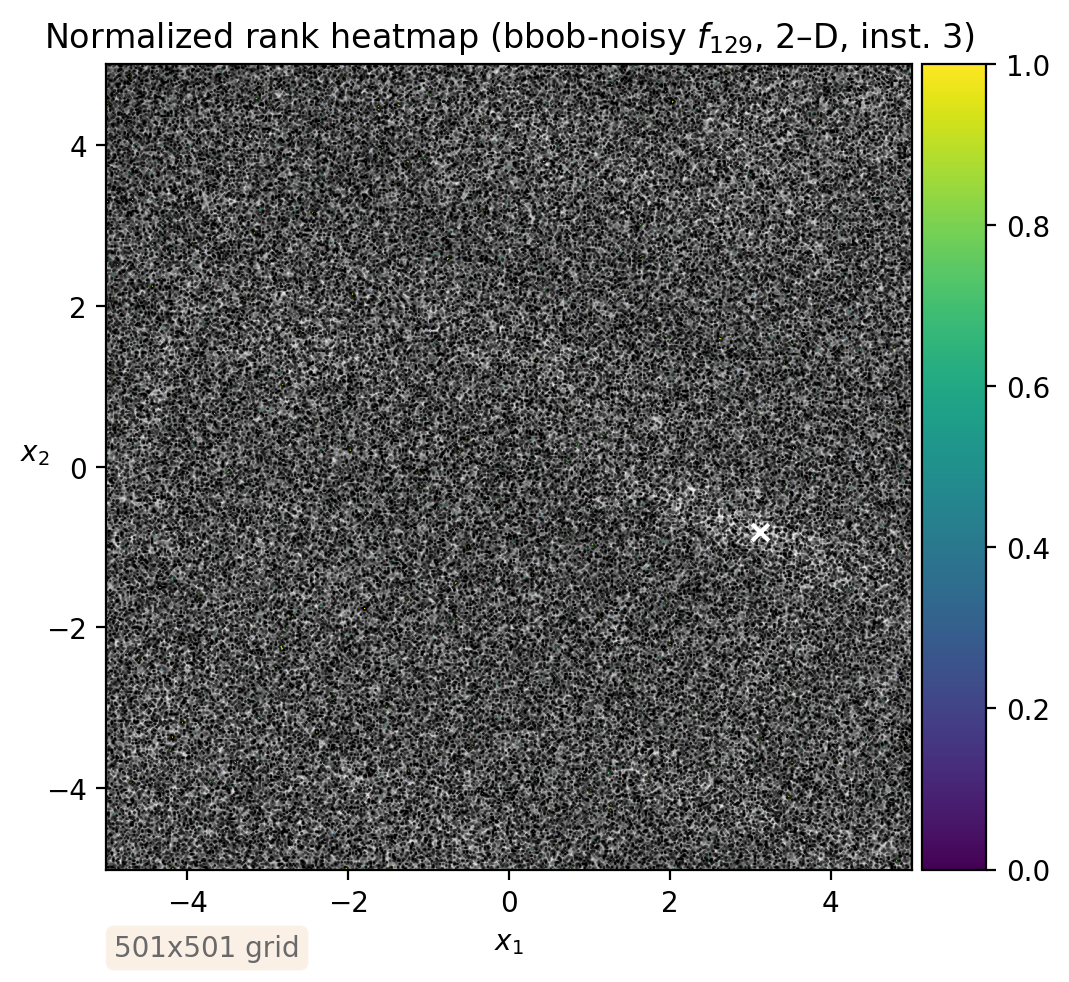 Normalized rank heatmap (bbob-noisy f₁₂₉, 2–D, inst. 3)
1.0
0.8
0.6
0.4
0.2
0.0
4
2
0
−2
−4
x₂
−4 −2 0 2 4
x₁
501x501 grid